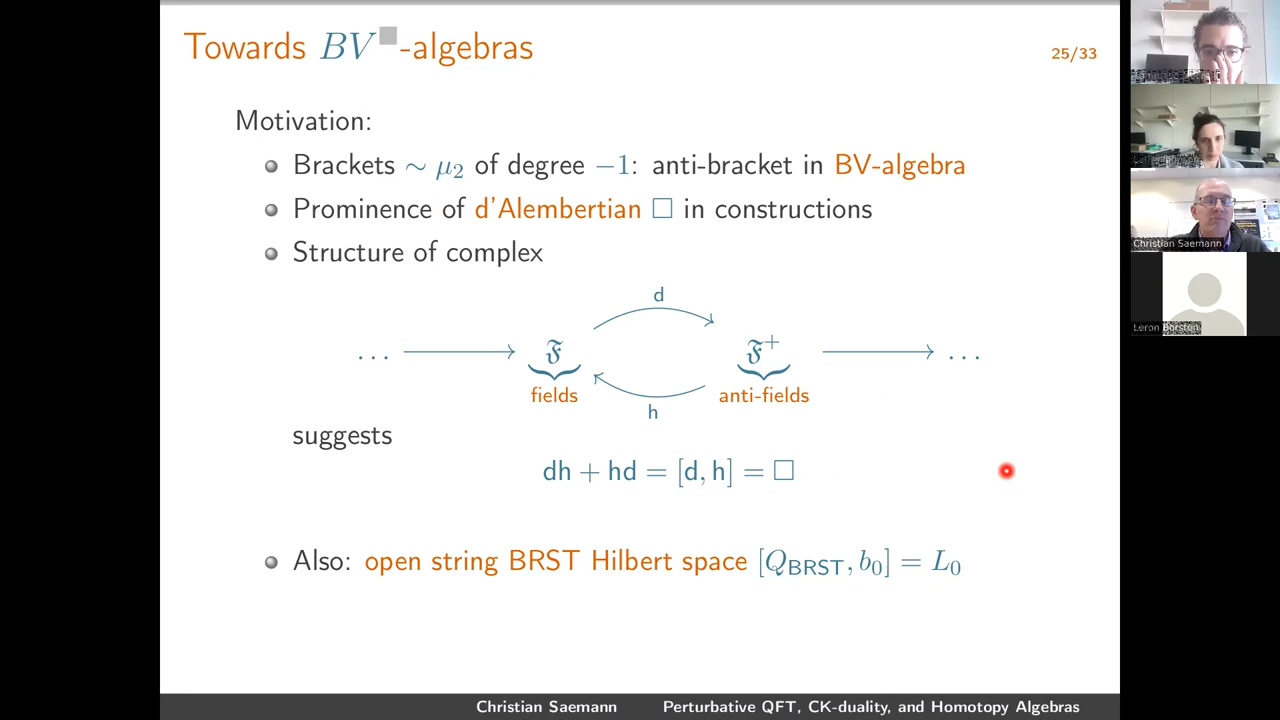 Towards BV■-algebras
25/33
Motivation:
Brackets ∼ μ₂ of degree −1: anti-bracket in BV-algebra
Prominence of d'Alembertian □ in constructions
Structure of complex
d
... 𝔉 𝔉⁺ ...
fields anti-fields
h
suggests
dh + hd = [d, h] = □
Also: open string BRST Hilbert space [Q_BRST, b₀] = L₀
Christian Saemann Perturbative QFT, CK-duality, and Homotopy Algebras
Christian Saemann
Leron Borsten